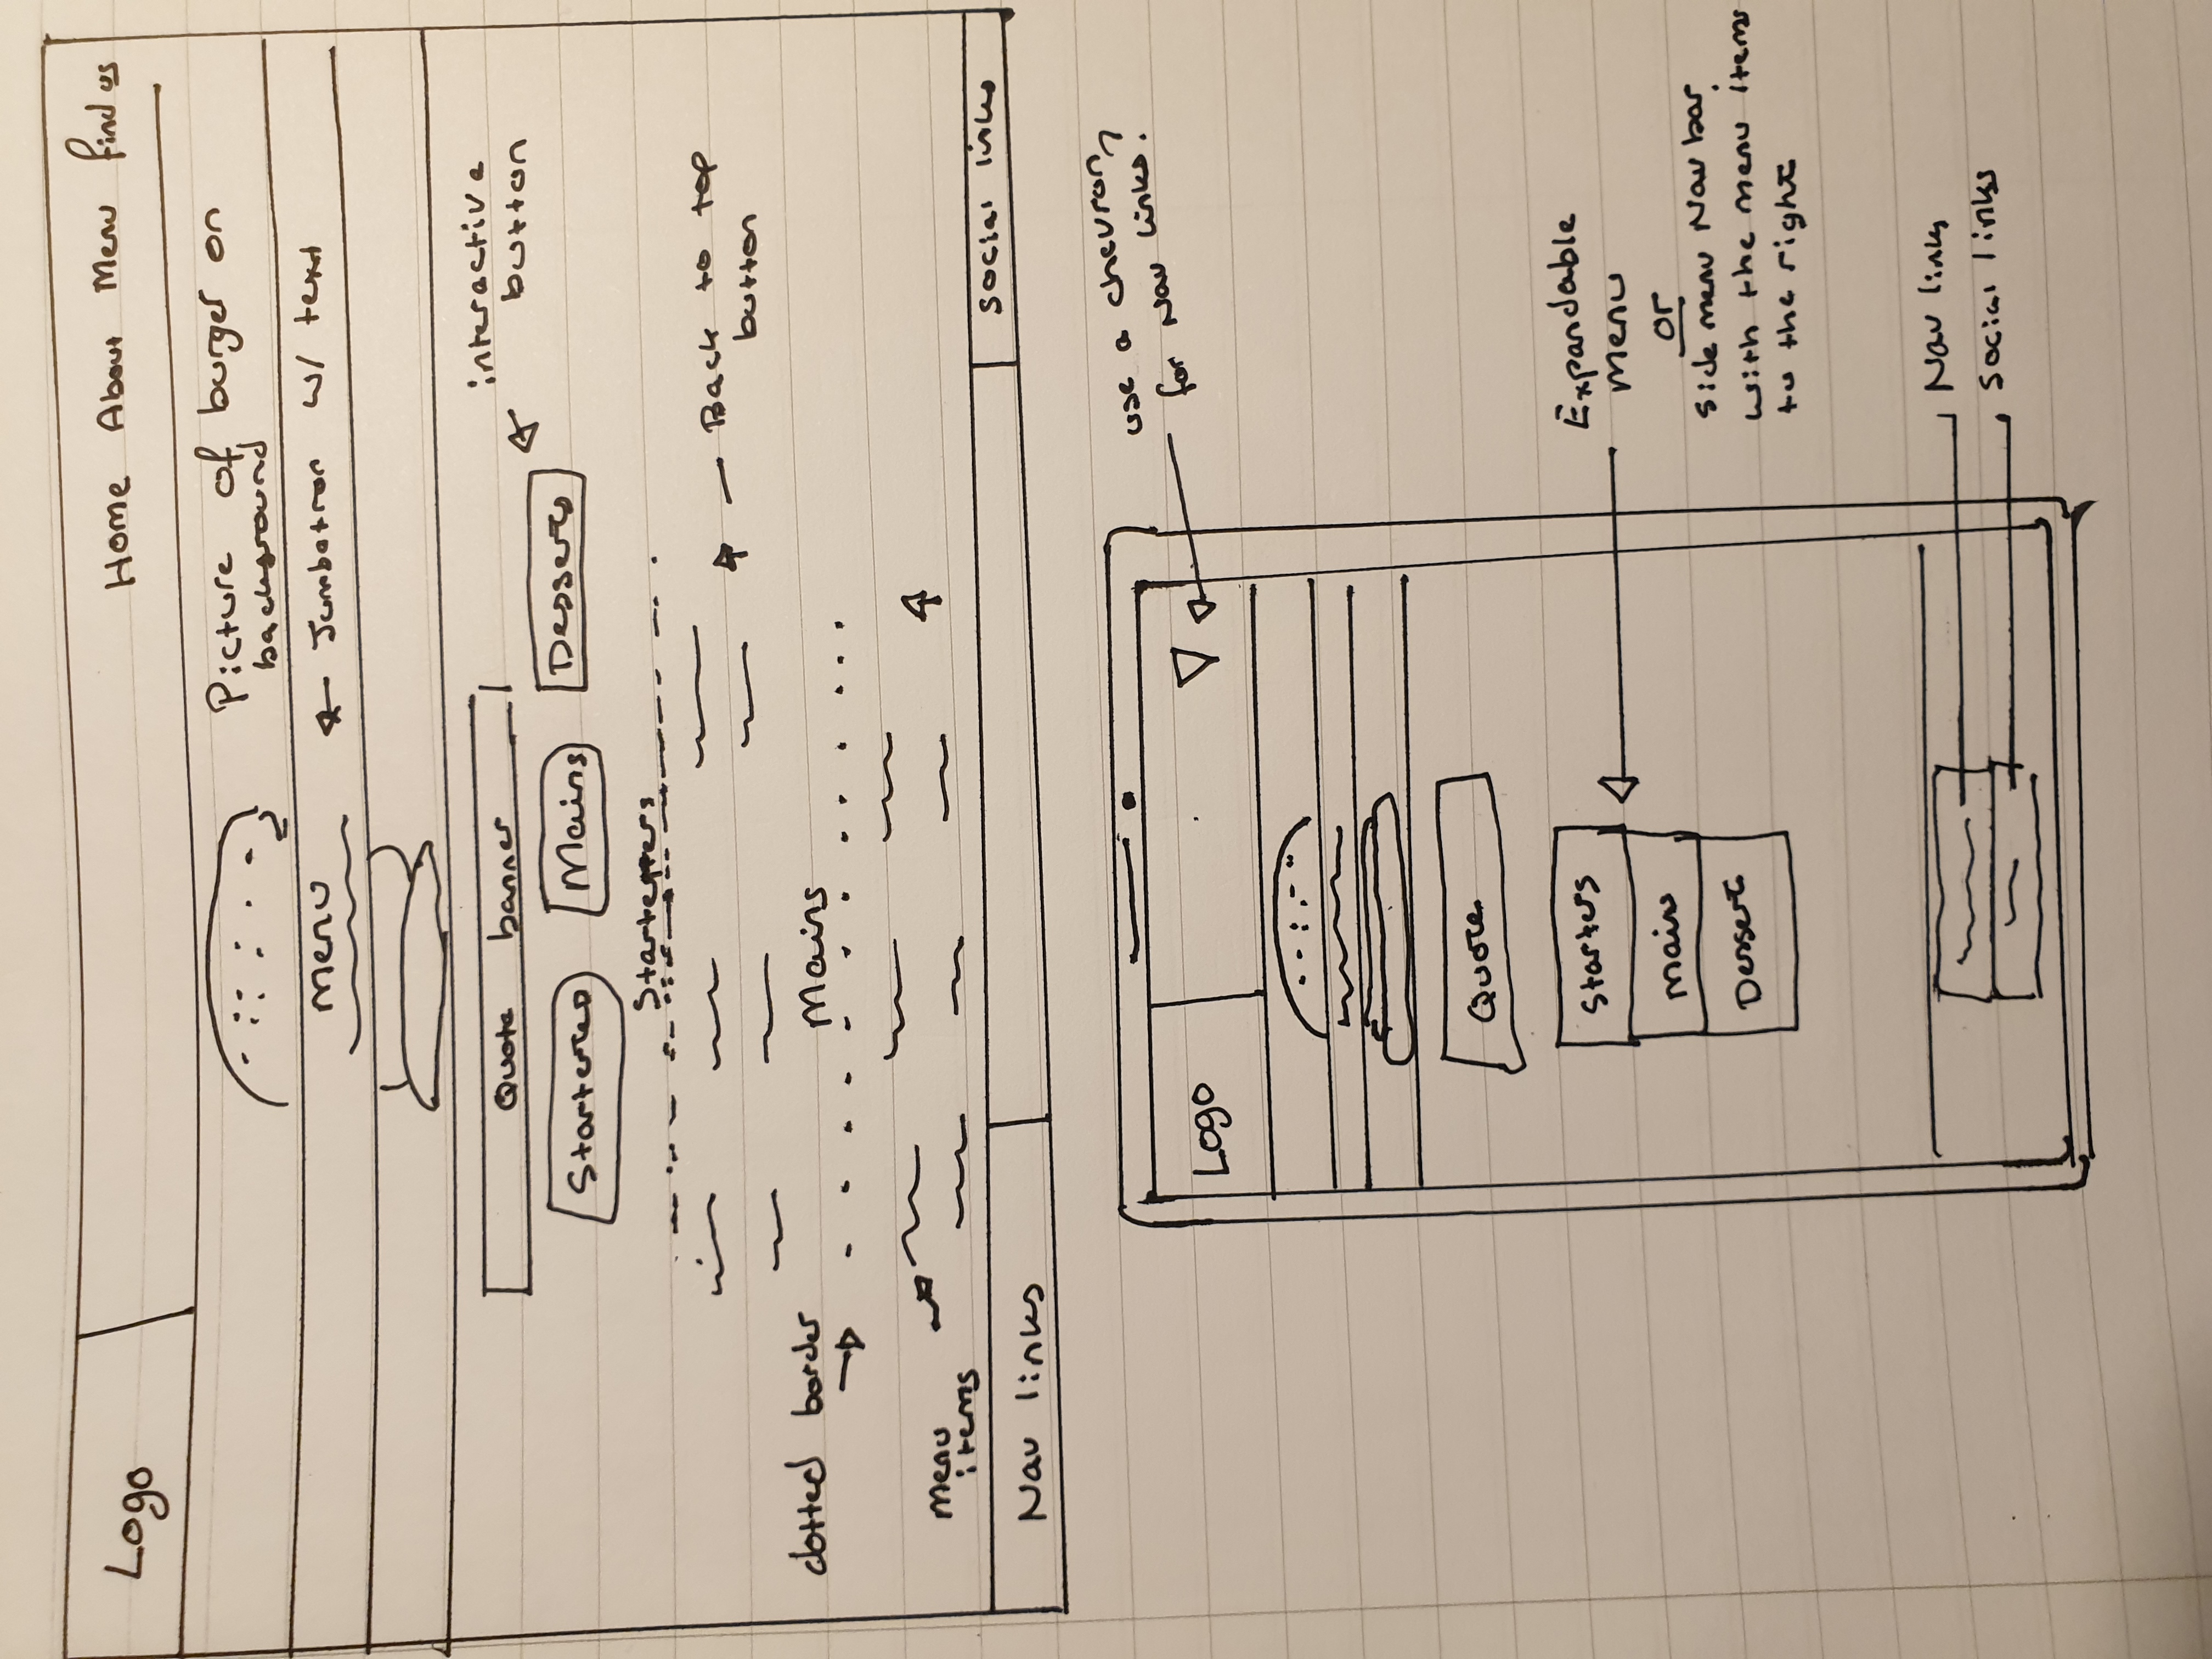 Logo
Home About Menu find us
Picture of burger on
background
menu
Jumbotron w/ text
Quote banner
interactive
button
Mains
Desserts
Back to top
button
dotted border
Mains
menu
items
Nav links
Social links
use a chevron
for Nav links?
Logo
Quote
Starters
Expandable
menu
or
Main
Side menu Nav bar
with the menu items
to the right
Dessert
Nav links
Social links